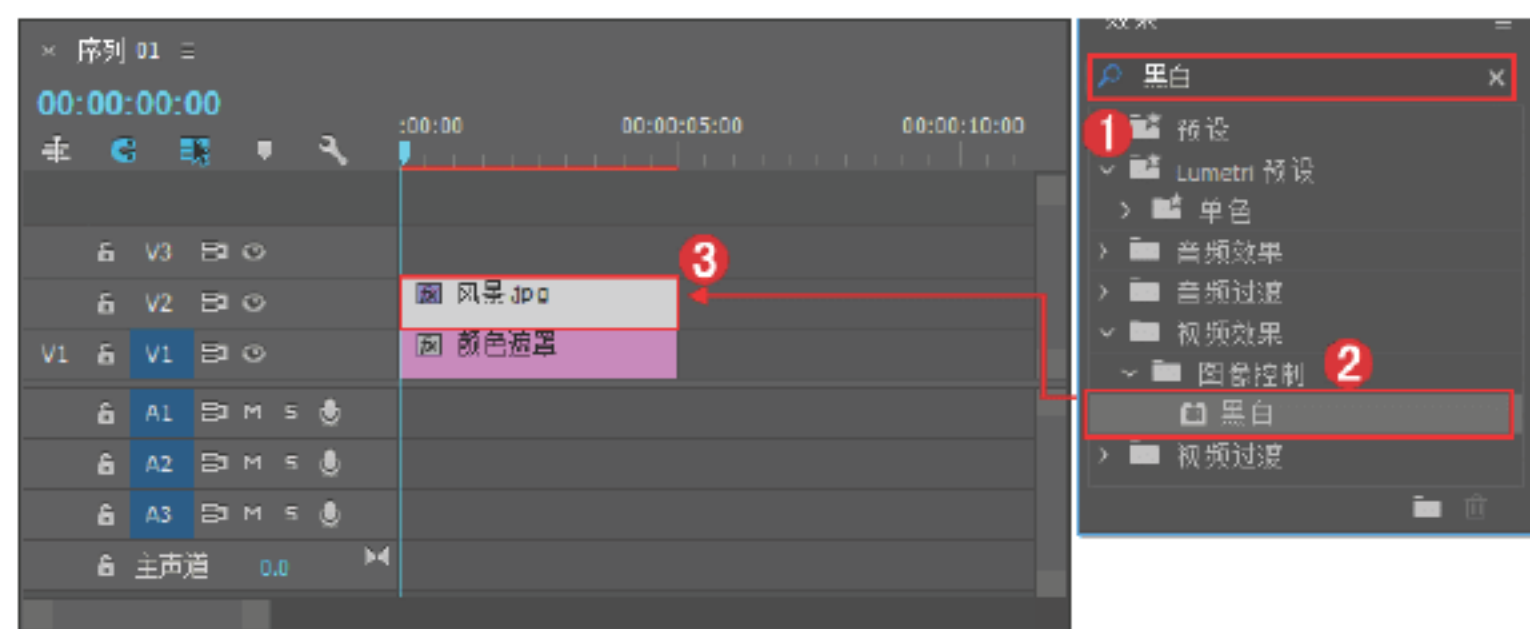 序列 01
00:00:00:00
:00:00 00:00:05:00 00:00:10:00
V3
V2
风景.jpg
V1 V1
颜色遮罩
A1 M S
A2 M S
A3 M S
主声道 0.0
效果
黑白
1
预设
Lumetri 预设
单色
3
音频效果
音频过渡
视频效果
2
图像控制
黑白
视频过渡